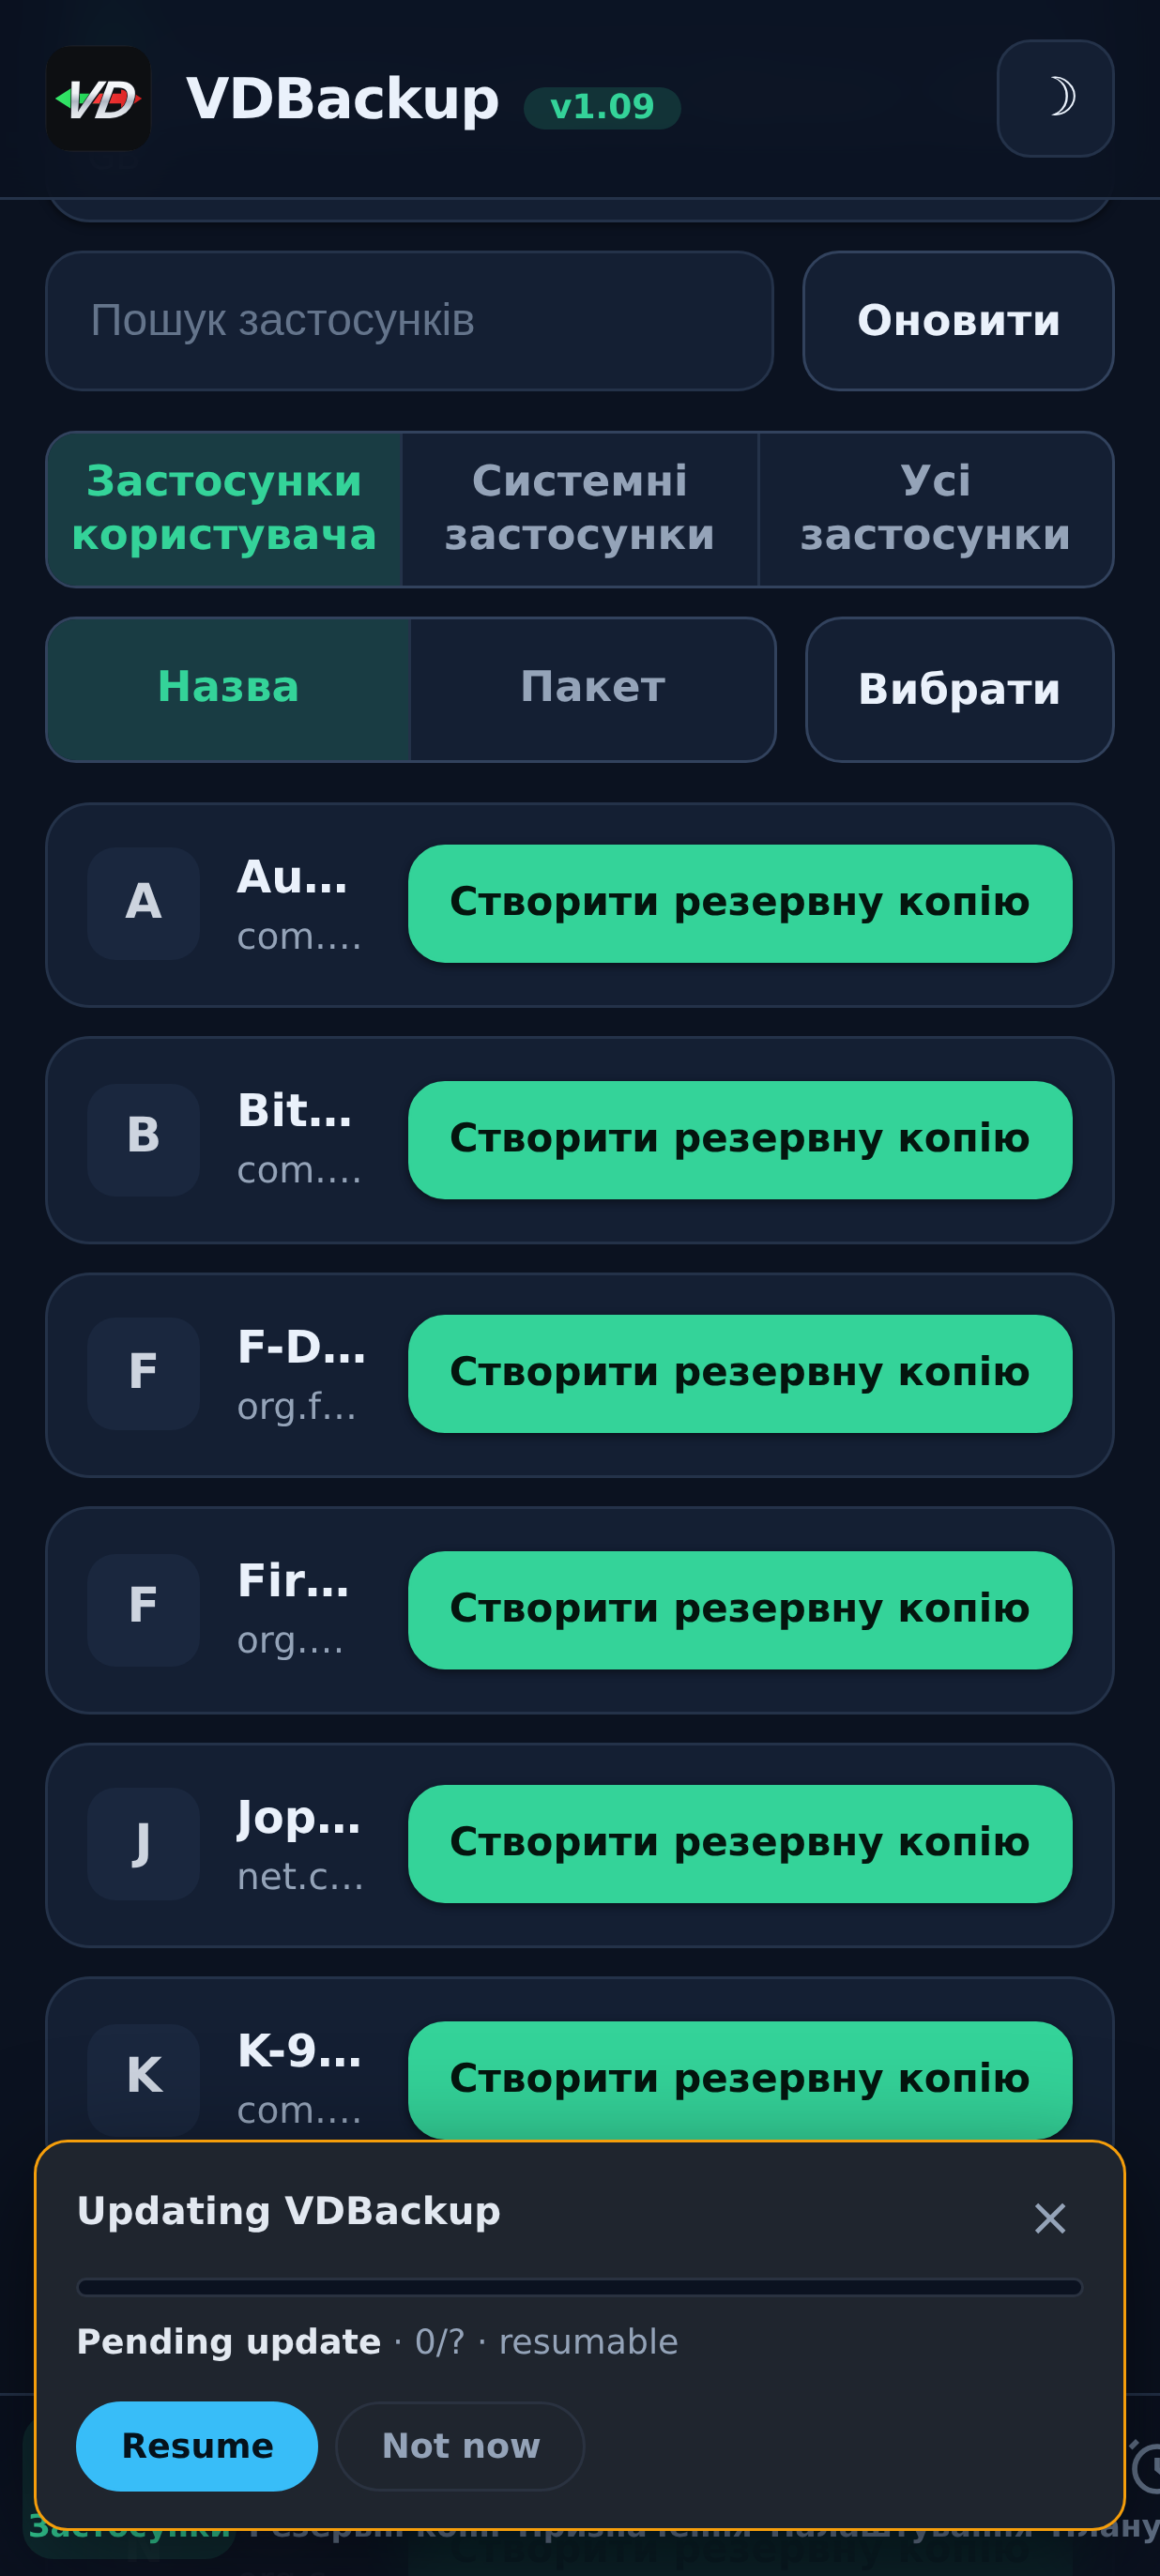 VD
VDBackup v1.09
Пошук застосунків
Оновити
Застосунки користувача
Системні застосунки
Усі застосунки
Назва
Пакет
Вибрати
A
Au...
com....
Створити резервну копію
B
Bit...
com....
Створити резервну копію
F
F-D...
org.f...
Створити резервну копію
F
Fir...
org....
Створити резервну копію
J
Jop...
net.c...
Створити резервну копію
K
K-9...
com....
Створити резервну копію
Updating VDBackup
×
Pending update · 0/? · resumable
Resume
Not now
Застосунки